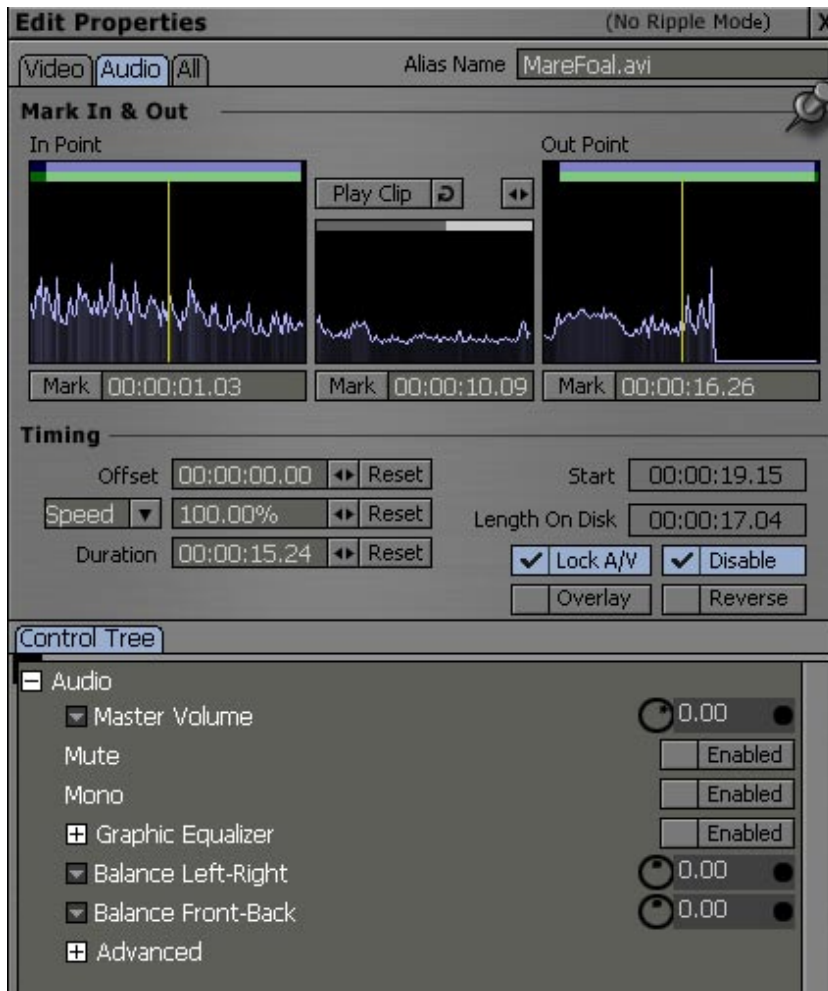 Edit Properties (No Ripple Mode) X
Video Audio All Alias Name MareFoal.avi
Mark In & Out
In Point Out Point
Play Clip
Mark 00:00:01.03 Mark 00:00:10.09 Mark 00:00:16.26
Timing
Offset 00:00:00.00 Reset Start 00:00:19.15
Speed 100.00% Reset Length On Disk 00:00:17.04
Duration 00:00:15.24 Reset Lock A/V Disable
Overlay Reverse
Control Tree
Audio
Master Volume 0.00
Mute Enabled
Mono Enabled
Graphic Equalizer Enabled
Balance Left-Right 0.00
Balance Front-Back 0.00
Advanced